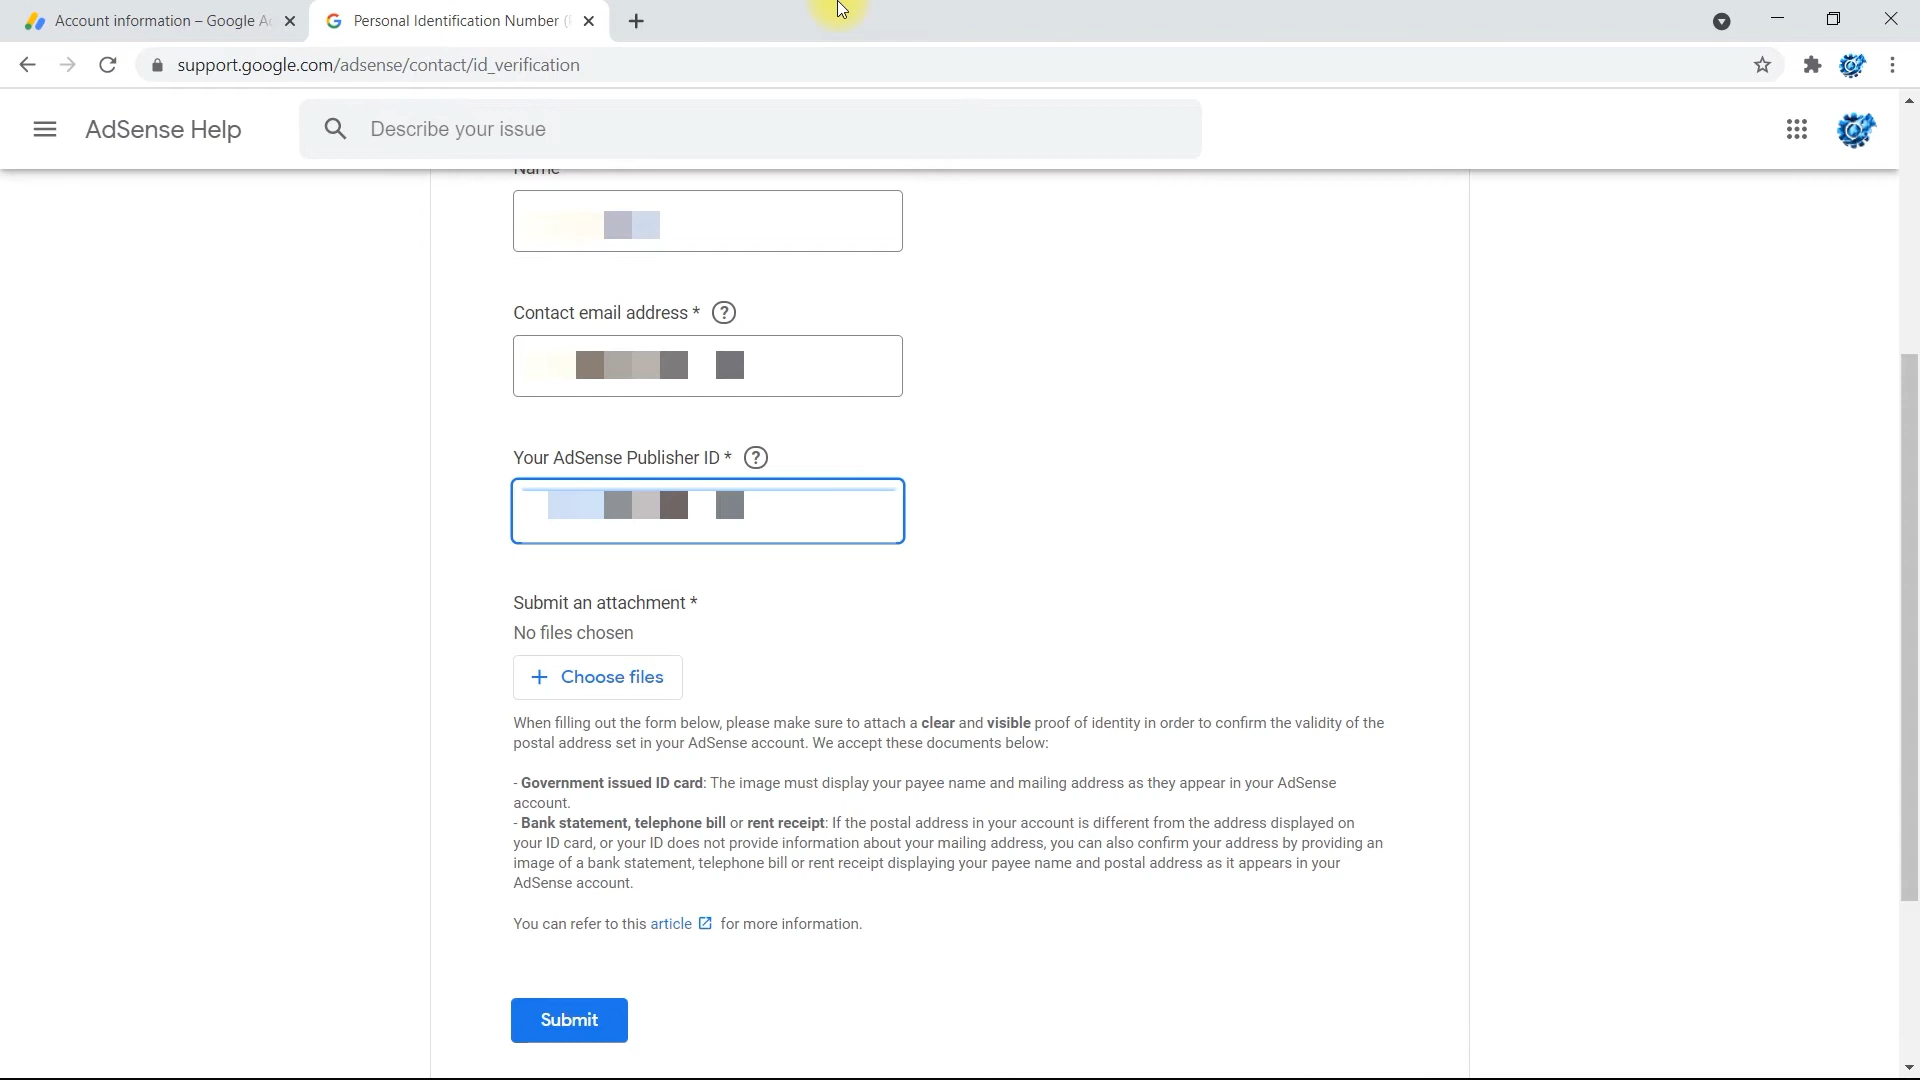 Account information – Google A
Personal Identification Number (
support.google.com/adsense/contact/id_verification
AdSense Help
Describe your issue
Name
Contact email address * ?
Your AdSense Publisher ID * ?
Submit an attachment *
No files chosen
+ Choose files
When filling out the form below, please make sure to attach a clear and visible proof of identity in order to confirm the validity of the
postal address set in your AdSense account. We accept these documents below:
- Government issued ID card: The image must display your payee name and mailing address as they appear in your AdSense
account.
- Bank statement, telephone bill or rent receipt: If the postal address in your account is different from the address displayed on
your ID card, or your ID does not provide information about your mailing address, you can also confirm your address by providing an
image of a bank statement, telephone bill or rent receipt displaying your payee name and postal address as it appears in your
AdSense account.
You can refer to this article for more information.
Submit